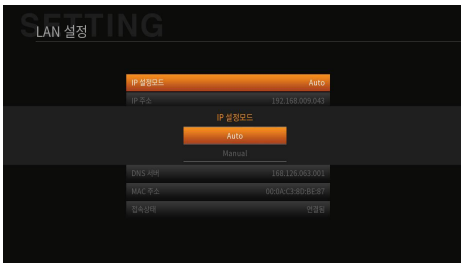 SETTING
LAN 설정
IP 설정모드 Auto
IP 주소 192.168.009.043
IP 설정모드
Auto
Manual
DNS 서버 168.126.063.001
MAC 주소 00:0A:C3:8D:BE:87
접속상태 연결됨